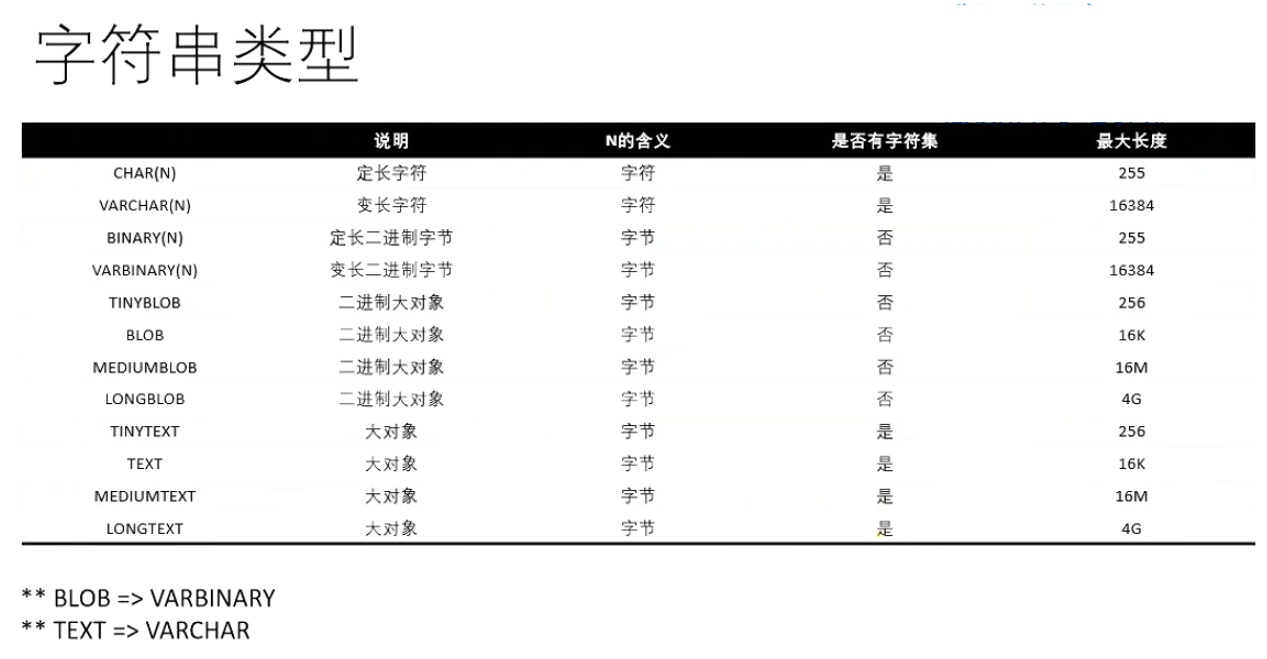 字符串类型
说明 N的含义 是否有字符集 最大长度
CHAR(N) 定长字符 字符 是 255
VARCHAR(N) 变长字符 字符 是 16384
BINARY(N) 定长二进制字节 字节 否 255
VARBINARY(N) 变长二进制字节 字节 否 16384
TINYBLOB 二进制大对象 字节 否 256
BLOB 二进制大对象 字节 否 16K
MEDIUMBLOB 二进制大对象 字节 否 16M
LONGBLOB 二进制大对象 字节 否 4G
TINYTEXT 大对象 字节 是 256
TEXT 大对象 字节 是 16K
MEDIUMTEXT 大对象 字节 是 16M
LONGTEXT 大对象 字节 是 4G
** BLOB => VARBINARY
** TEXT => VARCHAR